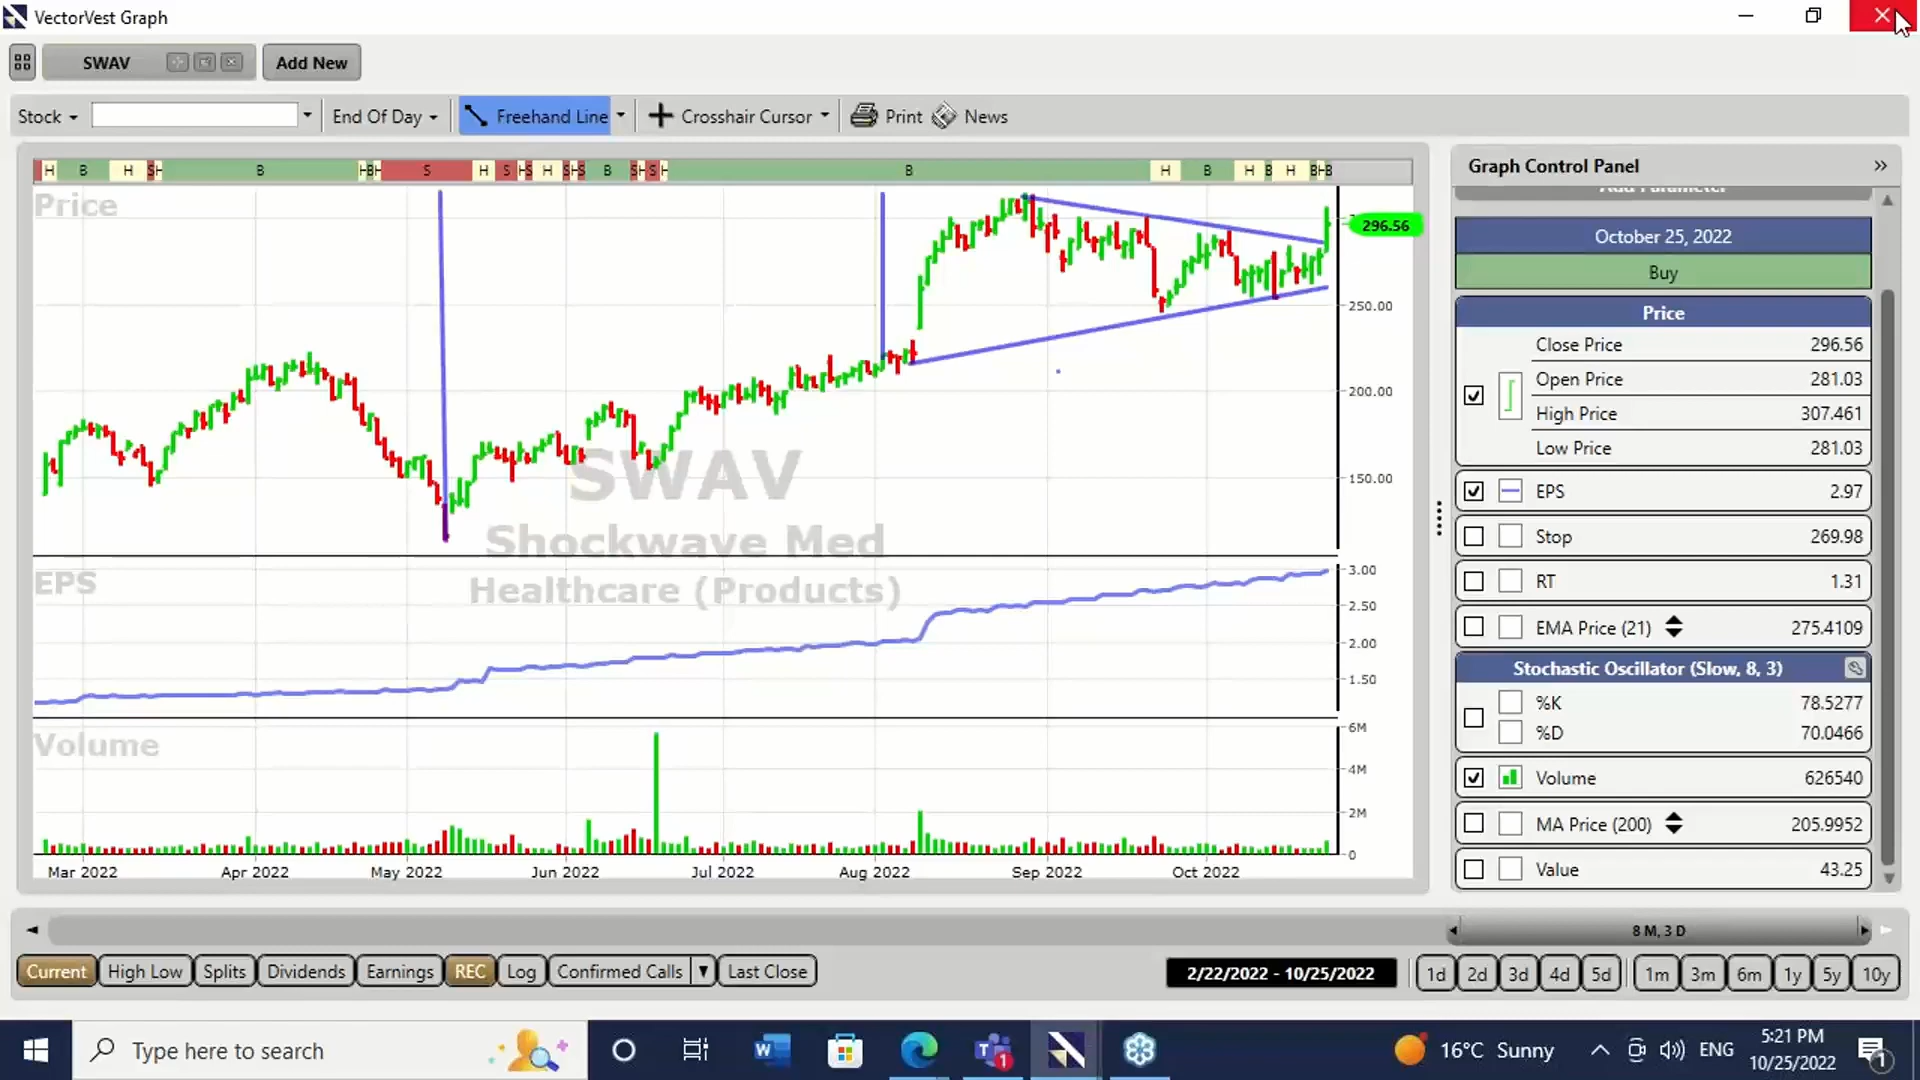 VectorVest Graph
SWAV
Add New
Stock
End Of Day
Freehand Line
Crosshair Cursor
Print
News
H B H SH B HBH S H S HS H SHS B SHSH B H B H B H BHB
Graph Control Panel
Add Parameter
October 25, 2022
Buy
Price
Close Price 296.56
Open Price 281.03
High Price 307.461
Low Price 281.03
EPS 2.97
Stop 269.98
RT 1.31
EMA Price (21) 275.4109
Stochastic Oscillator (Slow, 8, 3)
%K 78.5277
%D 70.0466
Volume 626540
MA Price (200) 205.9952
Value 43.25
Price
296.56
250.00
200.00
150.00
SWAV
Shockwave Med
Healthcare (Products)
EPS
3.00
2.50
2.00
1.50
Volume
6M
4M
2M
0
Mar 2022 Apr 2022 May 2022 Jun 2022 Jul 2022 Aug 2022 Sep 2022 Oct 2022
8 M, 3 D
Current High Low Splits Dividends Earnings REC Log Confirmed Calls Last Close
2/22/2022 - 10/25/2022
1d 2d 3d 4d 5d 1m 3m 6m 1y 5y 10y
Type here to search
16°C Sunny
ENG
5:21 PM
10/25/2022
1
1